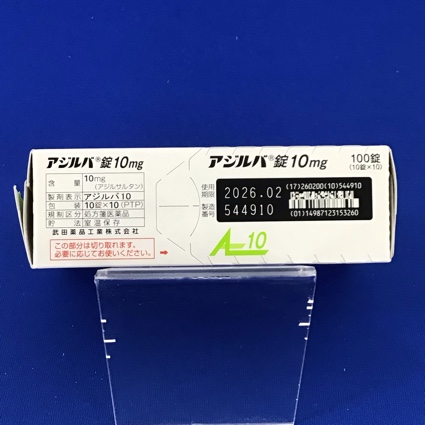 アジルバ®錠10mg
含 量 10mg
(アジルサルタン)
製剤表示 アジルバ10
包 装 10錠×10(PTP)
規制区分 処方箋医薬品
貯 法 室温保存
武田薬品工業株式会社
この部分は切り取れます。
必要に応じてお使いください。
アジルバ®錠10mg 100錠
(10錠×10)
使用期限 2026.02
製造番号 544910
(17)260200(10)544910
(01)14987123153260
A 10